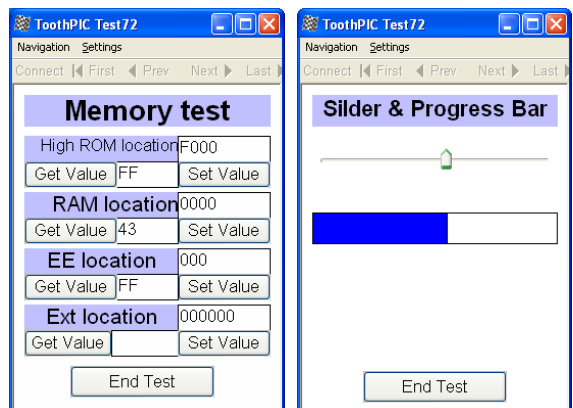 ToothPIC Test72
Navigation Settings
Connect First Prev Next Last
Memory test
High ROM location F000
Get Value FF Set Value
RAM location 0000
Get Value 43 Set Value
EE location 000
Get Value FF Set Value
Ext location 000000
Get Value Set Value
End Test
ToothPIC Test72
Navigation Settings
Connect First Prev Next Last
Silder & Progress Bar
End Test